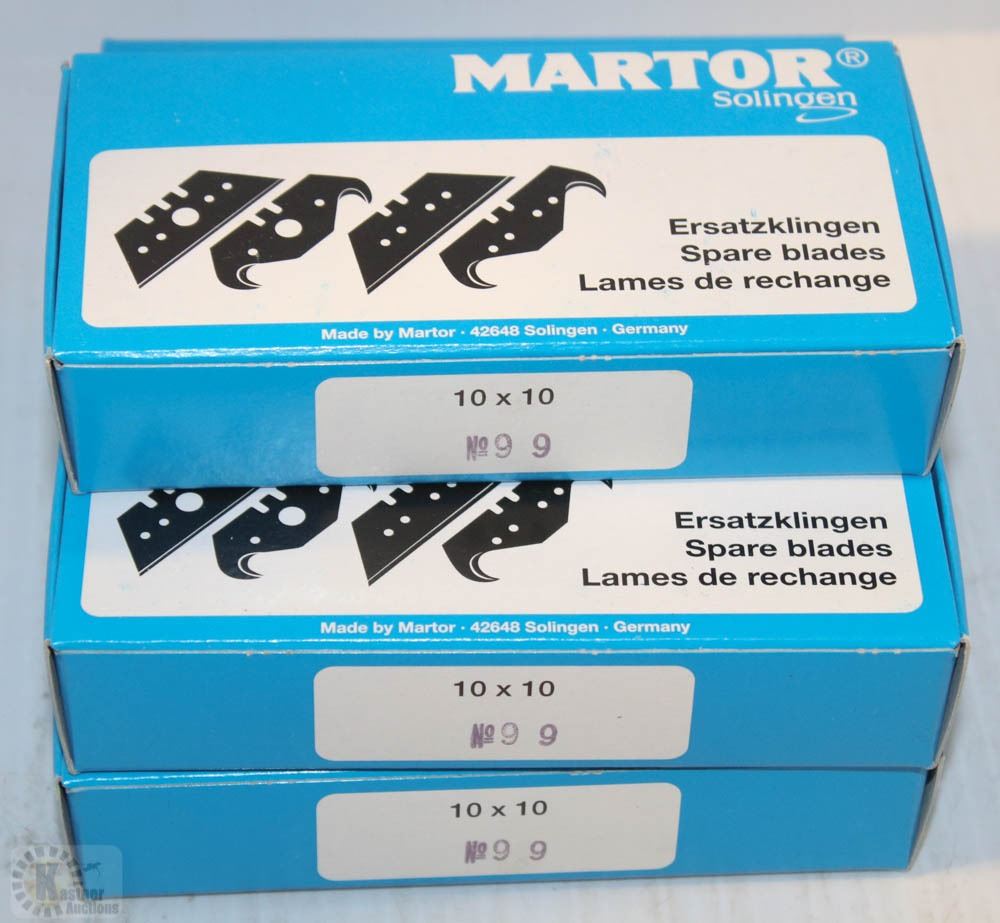 MARTOR®
Solingen
Ersatzklingen
Spare blades
Lames de rechange
Made by Martor · 42648 Solingen · Germany
10 x 10
№9 9
Ersatzklingen
Spare blades
Lames de rechange
Made by Martor · 42648 Solingen · Germany
10 x 10
№9 9
10 x 10
№9 9
Kastner
Auctions